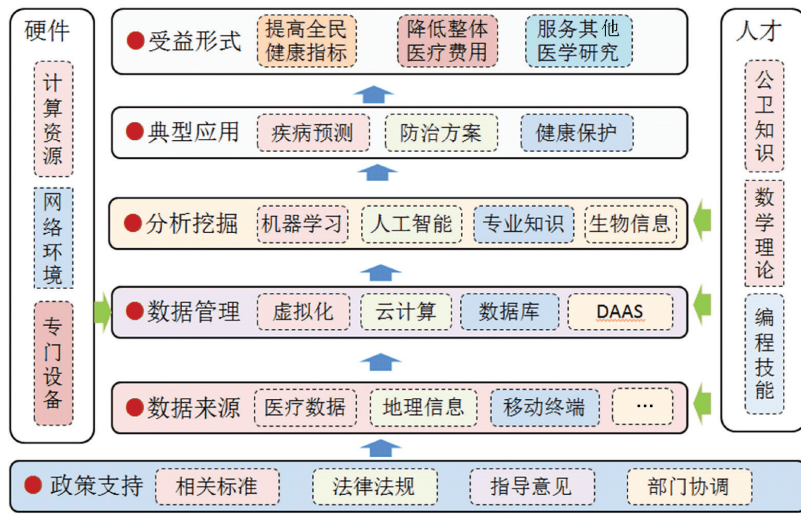 硬件
计算资源
网络环境
专门设备
受益形式
提高全民
健康指标
降低整体
医疗费用
服务其他
医学研究
典型应用 疾病预测 防治方案 健康保护
分析挖掘 机器学习 人工智能 专业知识 生物信息
数据管理 虚拟化 云计算 数据库 DAAS
数据来源 医疗数据 地理信息 移动终端 …
政策支持 相关标准 法律法规 指导意见 部门协调
人才
公卫知识
数学理论
编程技能